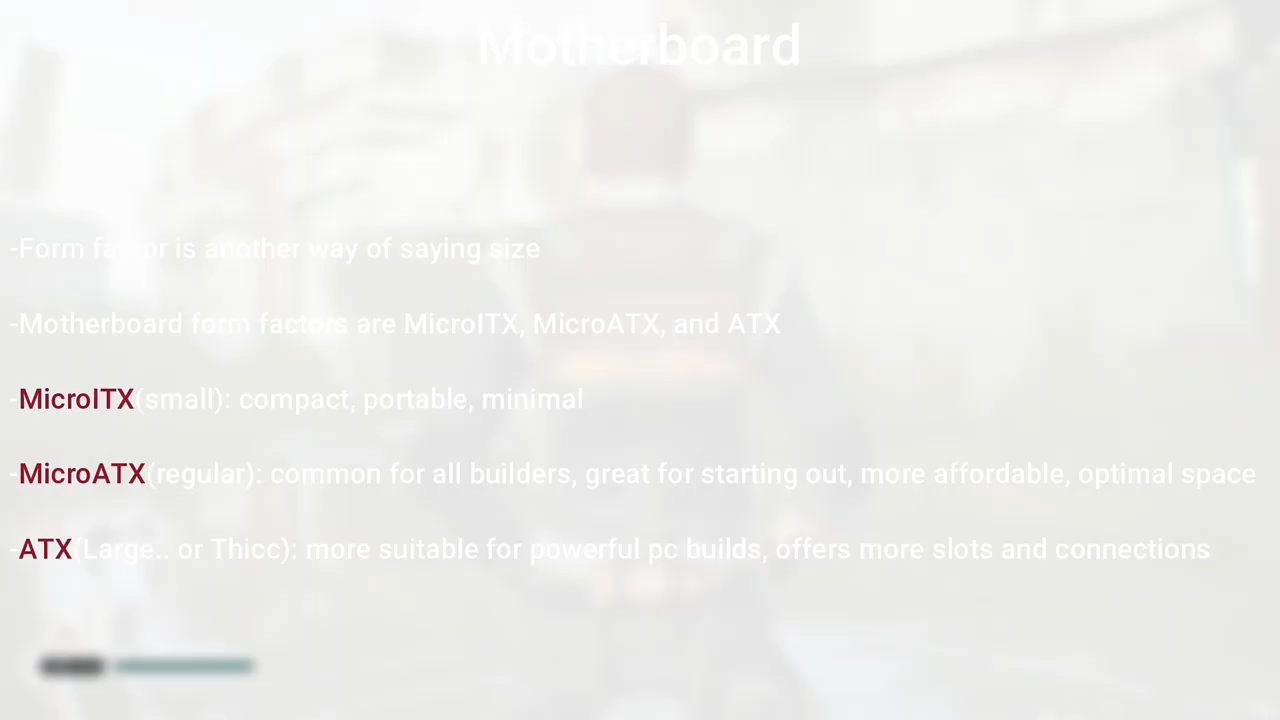 Motherboard
-Form factor is another way of saying size
-Motherboard form factors are MicroITX, MicroATX, and ATX
-MicroITX(small): compact, portable, minimal
-MicroATX(regular): common for all builders, great for starting out, more affordable, optimal space
-ATX(Large.. or Thicc): more suitable for powerful pc builds, offers more slots and connections